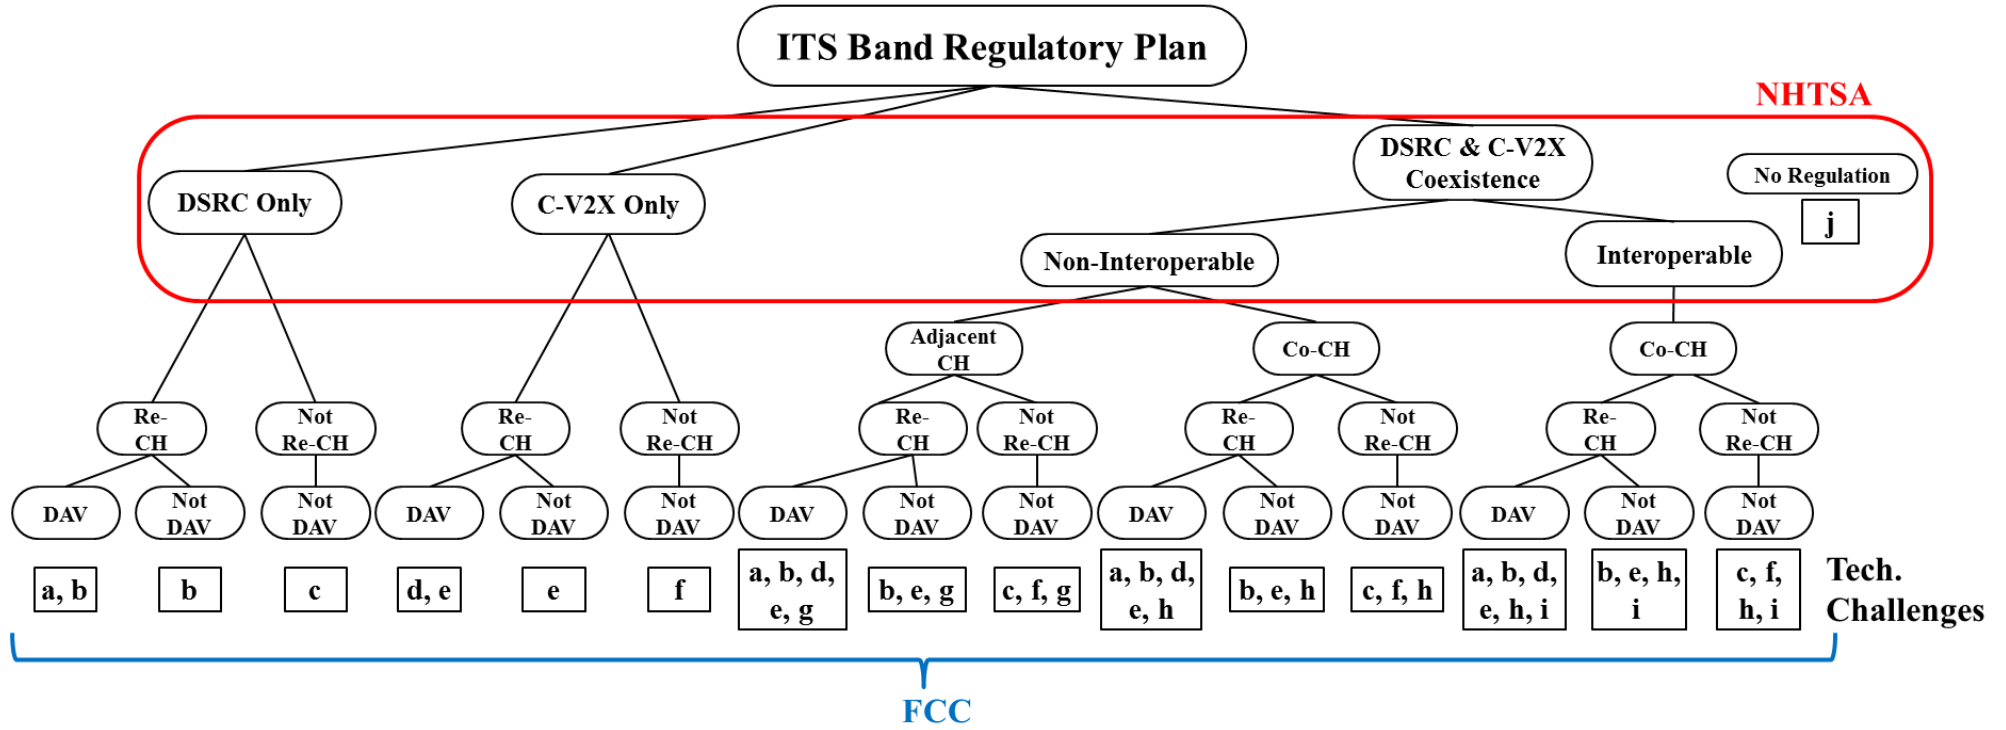 ITS Band Regulatory Plan
NHTSA
DSRC & C-V2X
Coexistence
No Regulation
j
DSRC Only
C-V2X Only
Non-Interoperable
Interoperable
Adjacent
CH
Co-CH
Co-CH
Re-
CH
Not
Re-CH
Re-
CH
Not
Re-CH
Re-
CH
Not
Re-CH
Re-
CH
Not
Re-CH
Re-
CH
Not
Re-CH
DAV
Not
DAV
Not
DAV
DAV
Not
DAV
Not
DAV
DAV
Not
DAV
Not
DAV
DAV
Not
DAV
Not
DAV
DAV
Not
DAV
Not
DAV
a, b
b
c
d, e
e
f
a, b, d,
e, g
b, e, g
c, f, g
a, b, d,
e, h
b, e, h
c, f, h
a, b, d,
e, h, i
b, e, h,
i
c, f,
h, i
Tech.
Challenges
FCC